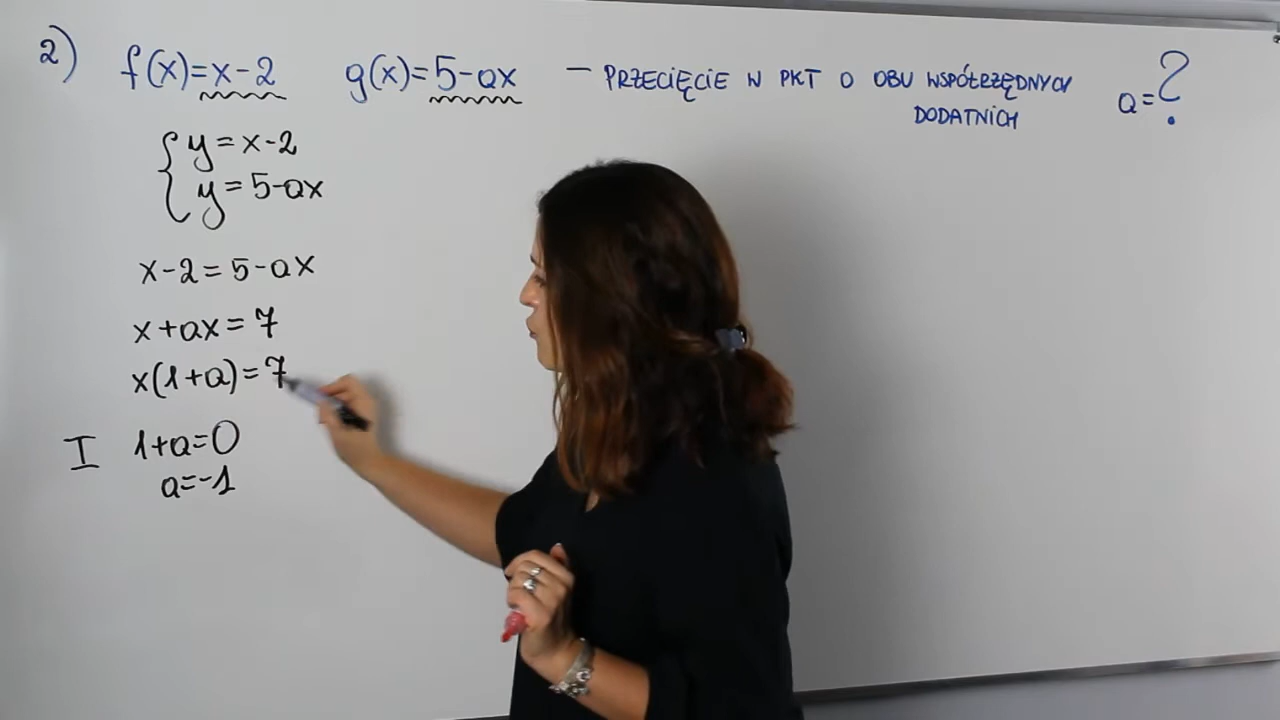 2) f(x)=x-2 g(x)=5-ax – PRZECIĘCIE W PKT O OBU WSPÓŁRZĘDNYCH DODATNICH a=?
{ y=x-2
y=5-ax
x-2=5-ax
x+ax=7
x(1+a)=7
I 1+a=0
a=-1